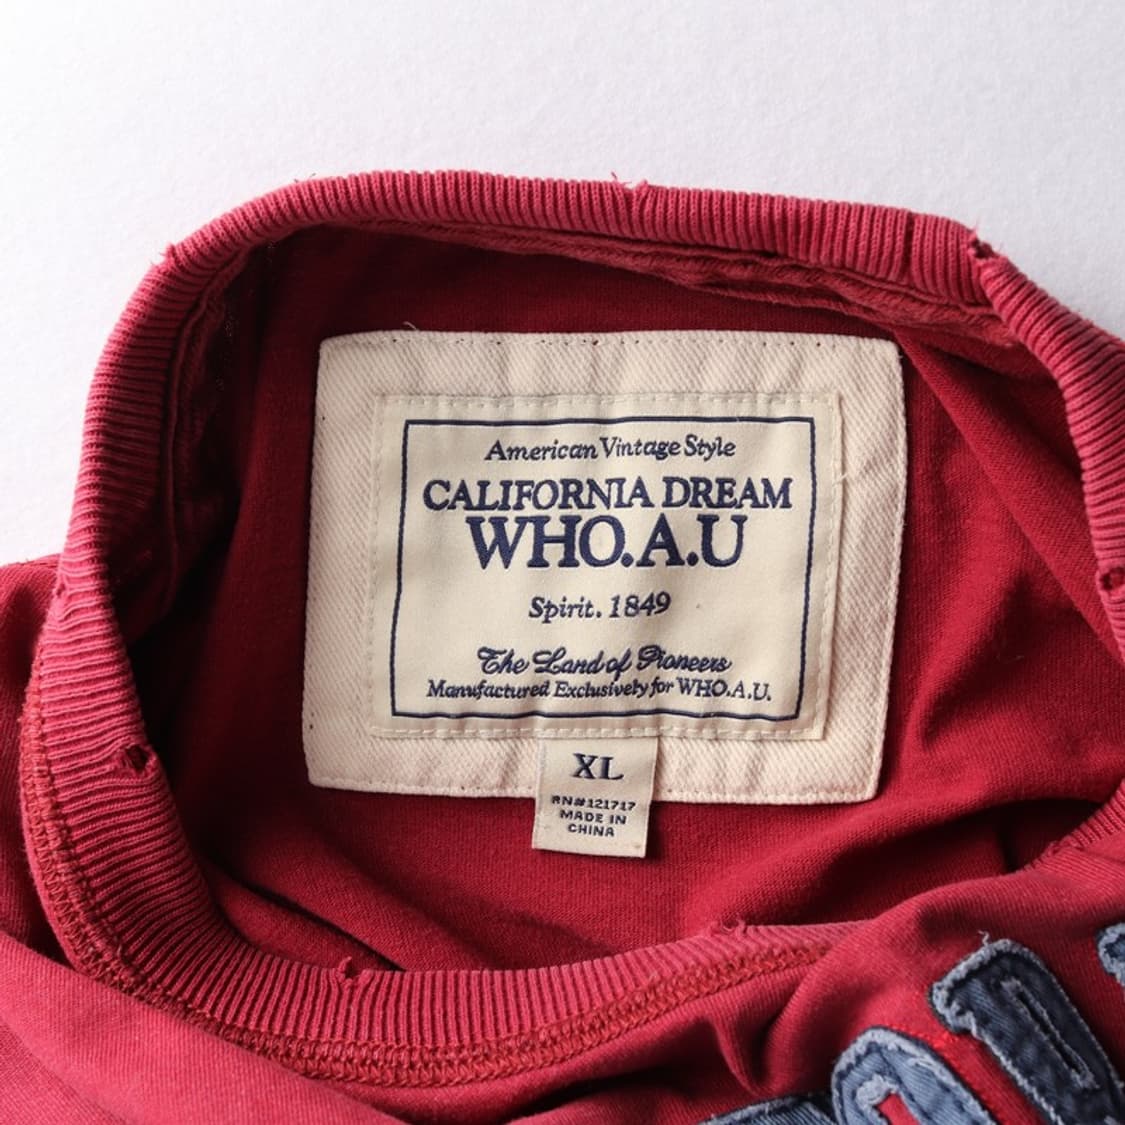 American Vintage Style
CALIFORNIA DREAM
WHO.A.U
Spirit. 1849
The Land of Pioneers
Manufactured Exclusively for WHO.A.U.
XL
RN#121717
MADE IN
CHINA